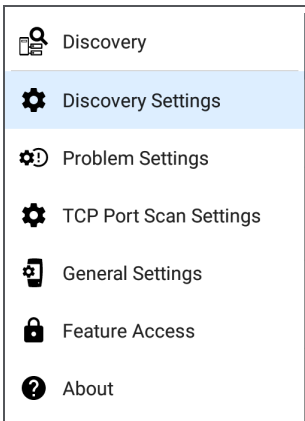 Discovery
Discovery Settings
Problem Settings
TCP Port Scan Settings
General Settings
Feature Access
About